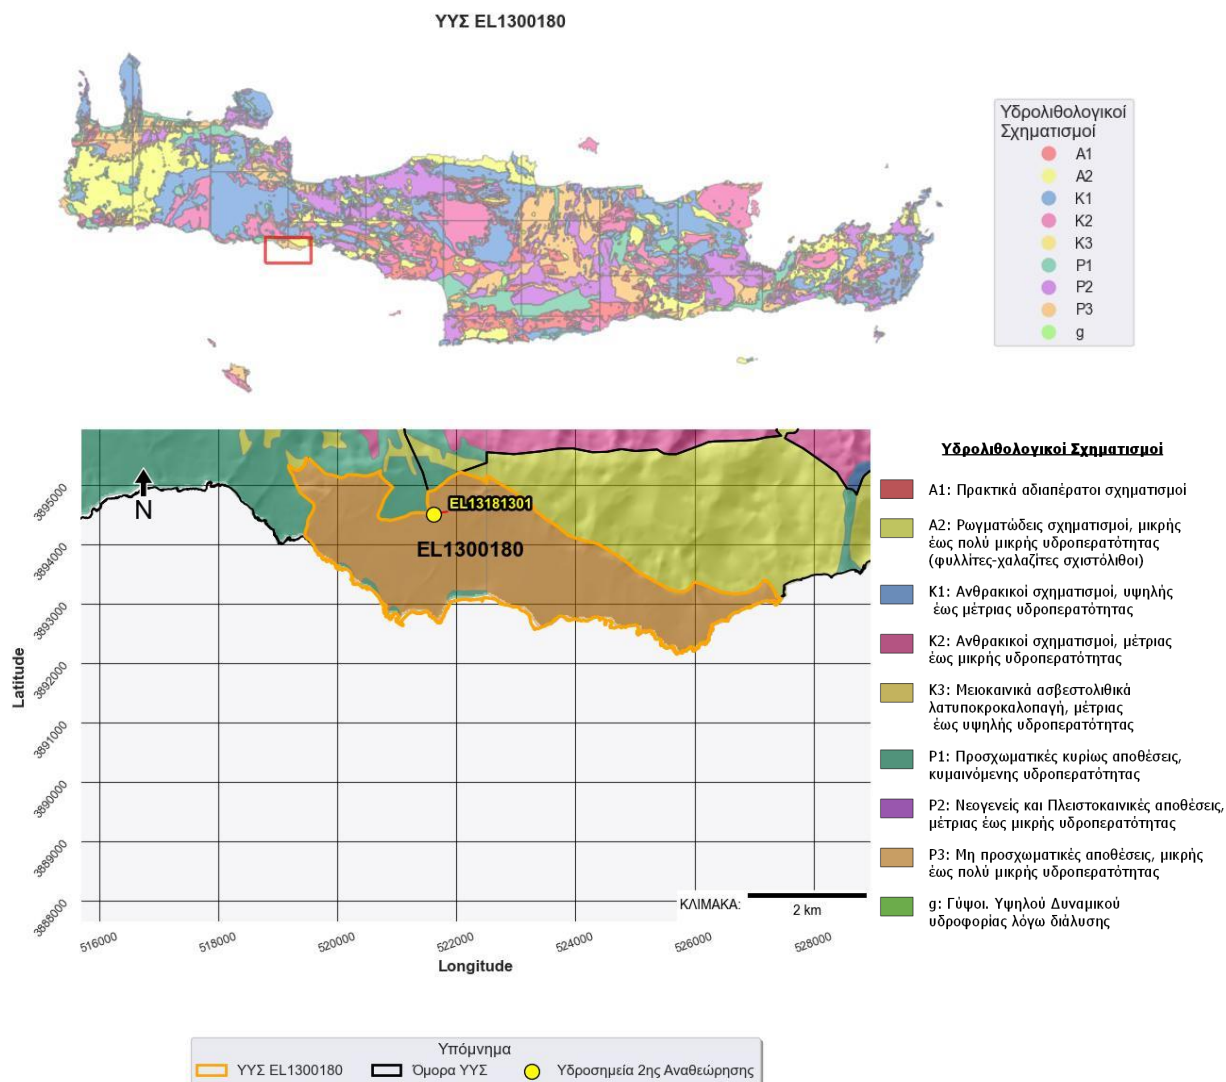 ΥΥΣ EL1300180
Υδρολιθολογικοί
Σχηματισμοί
A1
A2
K1
K2
K3
P1
P2
P3
g
3895000
3894000
3893000
3892000
3891000
3890000
3889000
3888000
Latitude
N
EL13181301
EL1300180
ΚΛΙΜΑΚΑ:
2 km
516000
518000
520000
522000
524000
526000
528000
Longitude
Υδρολιθολογικοί Σχηματισμοί
A1: Πρακτικά αδιαπέρατοι σχηματισμοί
A2: Ρωγματώδεις σχηματισμοί, μικρής
έως πολύ μικρής υδροπερατότητας
(φυλλίτες-χαλαζίτες σχιστόλιθοι)
K1: Ανθρακικοί σχηματισμοί, υψηλής
έως μέτριας υδροπερατότητας
K2: Ανθρακικοί σχηματισμοί, μέτριας
έως μικρής υδροπερατότητας
K3: Μειοκαινικά ασβεστολιθικά
λατυποκροκαλοπαγή, μέτριας
έως υψηλής υδροπερατότητας
P1: Προσχωματικές κυρίως αποθέσεις,
κυμαινόμενης υδροπερατότητας
P2: Νεογενείς και Πλειστοκαινικές αποθέσεις,
μέτριας έως μικρής υδροπερατότητας
P3: Μη προσχωματικές αποθέσεις, μικρής
έως πολύ μικρής υδροπερατότητας
g: Γύψοι. Υψηλού Δυναμικού
υδροφορίας λόγω διάλυσης
Υπόμνημα
ΥΥΣ EL1300180
Όμορα ΥΥΣ
Υδροσημεία 2ης Αναθεώρησης